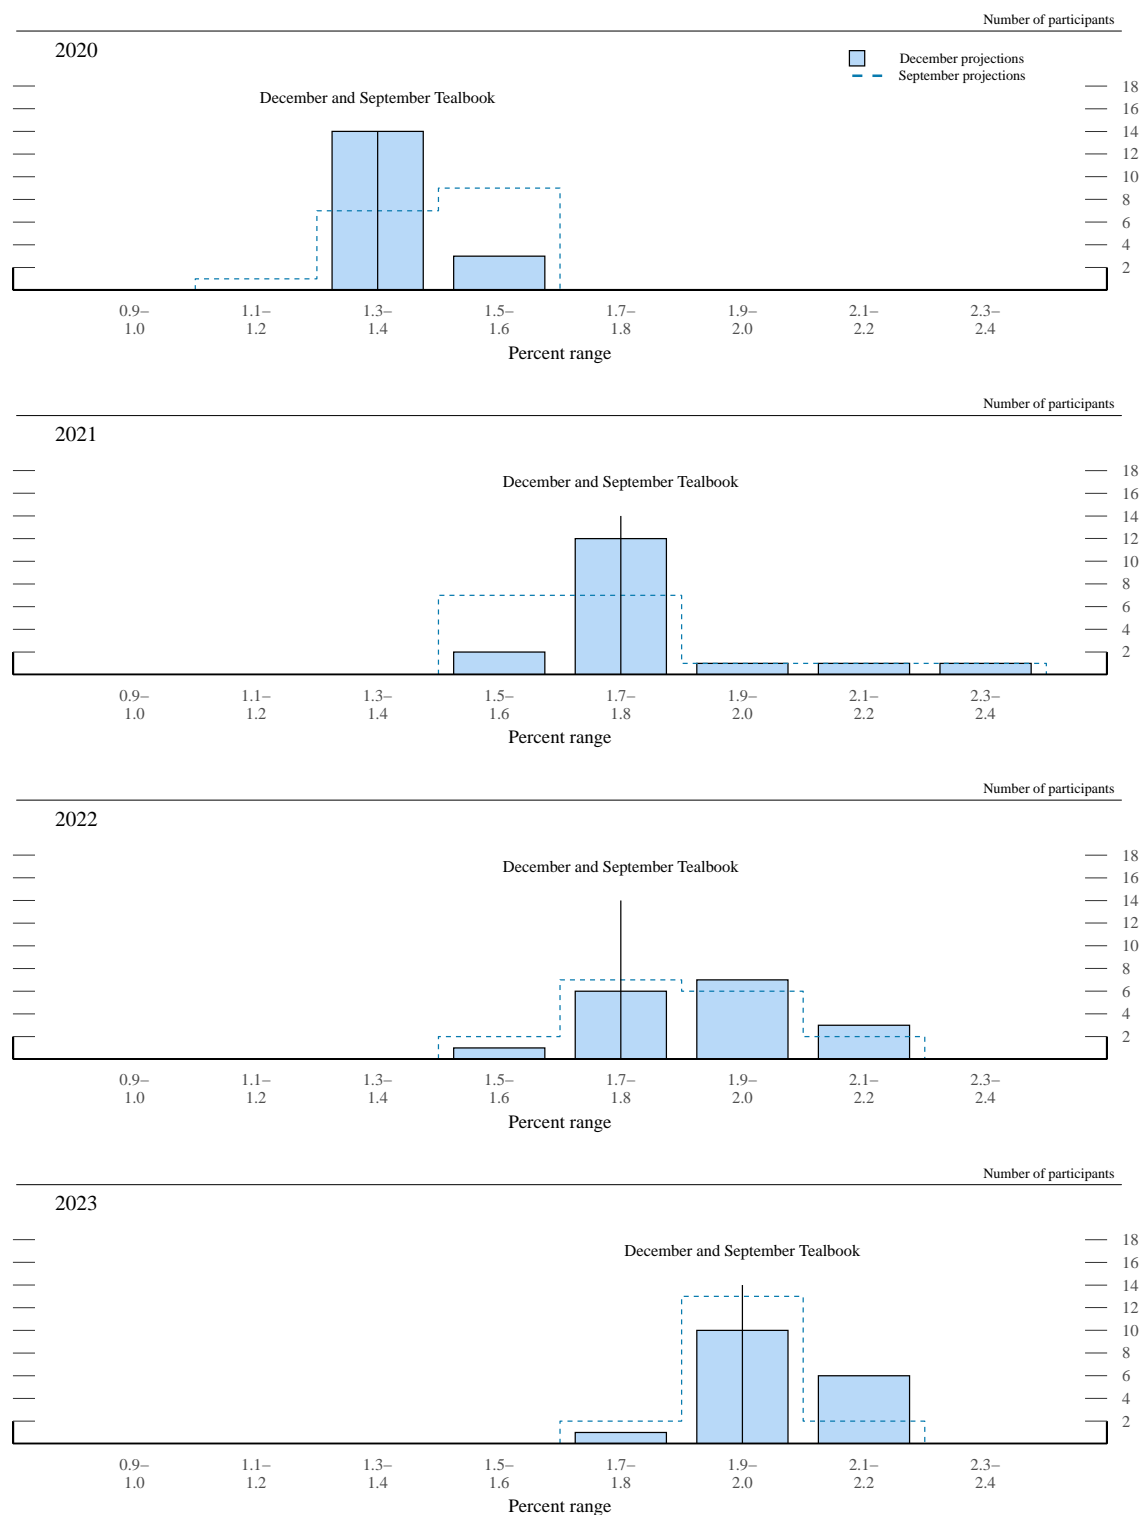 Number of participants
2020
December projections
September projections
December and September Tealbook
18
16
14
12
10
8
6
4
2
0.9– 1.1– 1.3– 1.5– 1.7– 1.9– 2.1– 2.3–
1.0 1.2 1.4 1.6 1.8 2.0 2.2 2.4
Percent range
Number of participants
2021
December and September Tealbook
18
16
14
12
10
8
6
4
2
0.9– 1.1– 1.3– 1.5– 1.7– 1.9– 2.1– 2.3–
1.0 1.2 1.4 1.6 1.8 2.0 2.2 2.4
Percent range
Number of participants
2022
December and September Tealbook
18
16
14
12
10
8
6
4
2
0.9– 1.1– 1.3– 1.5– 1.7– 1.9– 2.1– 2.3–
1.0 1.2 1.4 1.6 1.8 2.0 2.2 2.4
Percent range
Number of participants
2023
December and September Tealbook
18
16
14
12
10
8
6
4
2
0.9– 1.1– 1.3– 1.5– 1.7– 1.9– 2.1– 2.3–
1.0 1.2 1.4 1.6 1.8 2.0 2.2 2.4
Percent range